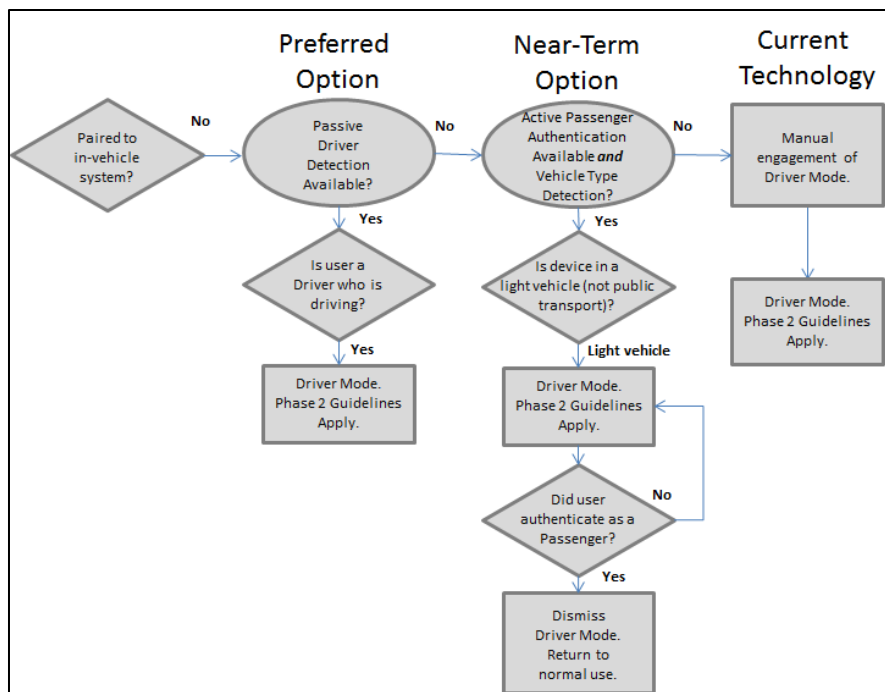 Preferred
Option
Near-Term
Option
Current
Technology
Paired to
in-vehicle
system?
No
Passive
Driver
Detection
Available?
No
Active Passenger
Authentication
Available and
Vehicle Type
Detection?
No
Manual
engagement of
Driver Mode.
Yes
Yes
Is user a
Driver who is
driving?
Is device in a
light vehicle (not public
transport)?
Driver Mode.
Phase 2 Guidelines
Apply.
Yes
Light vehicle
Driver Mode.
Phase 2 Guidelines
Apply.
Driver Mode.
Phase 2 Guidelines
Apply.
Did user
authenticate as a
Passenger?
No
Yes
Dismiss
Driver Mode.
Return to
normal use.